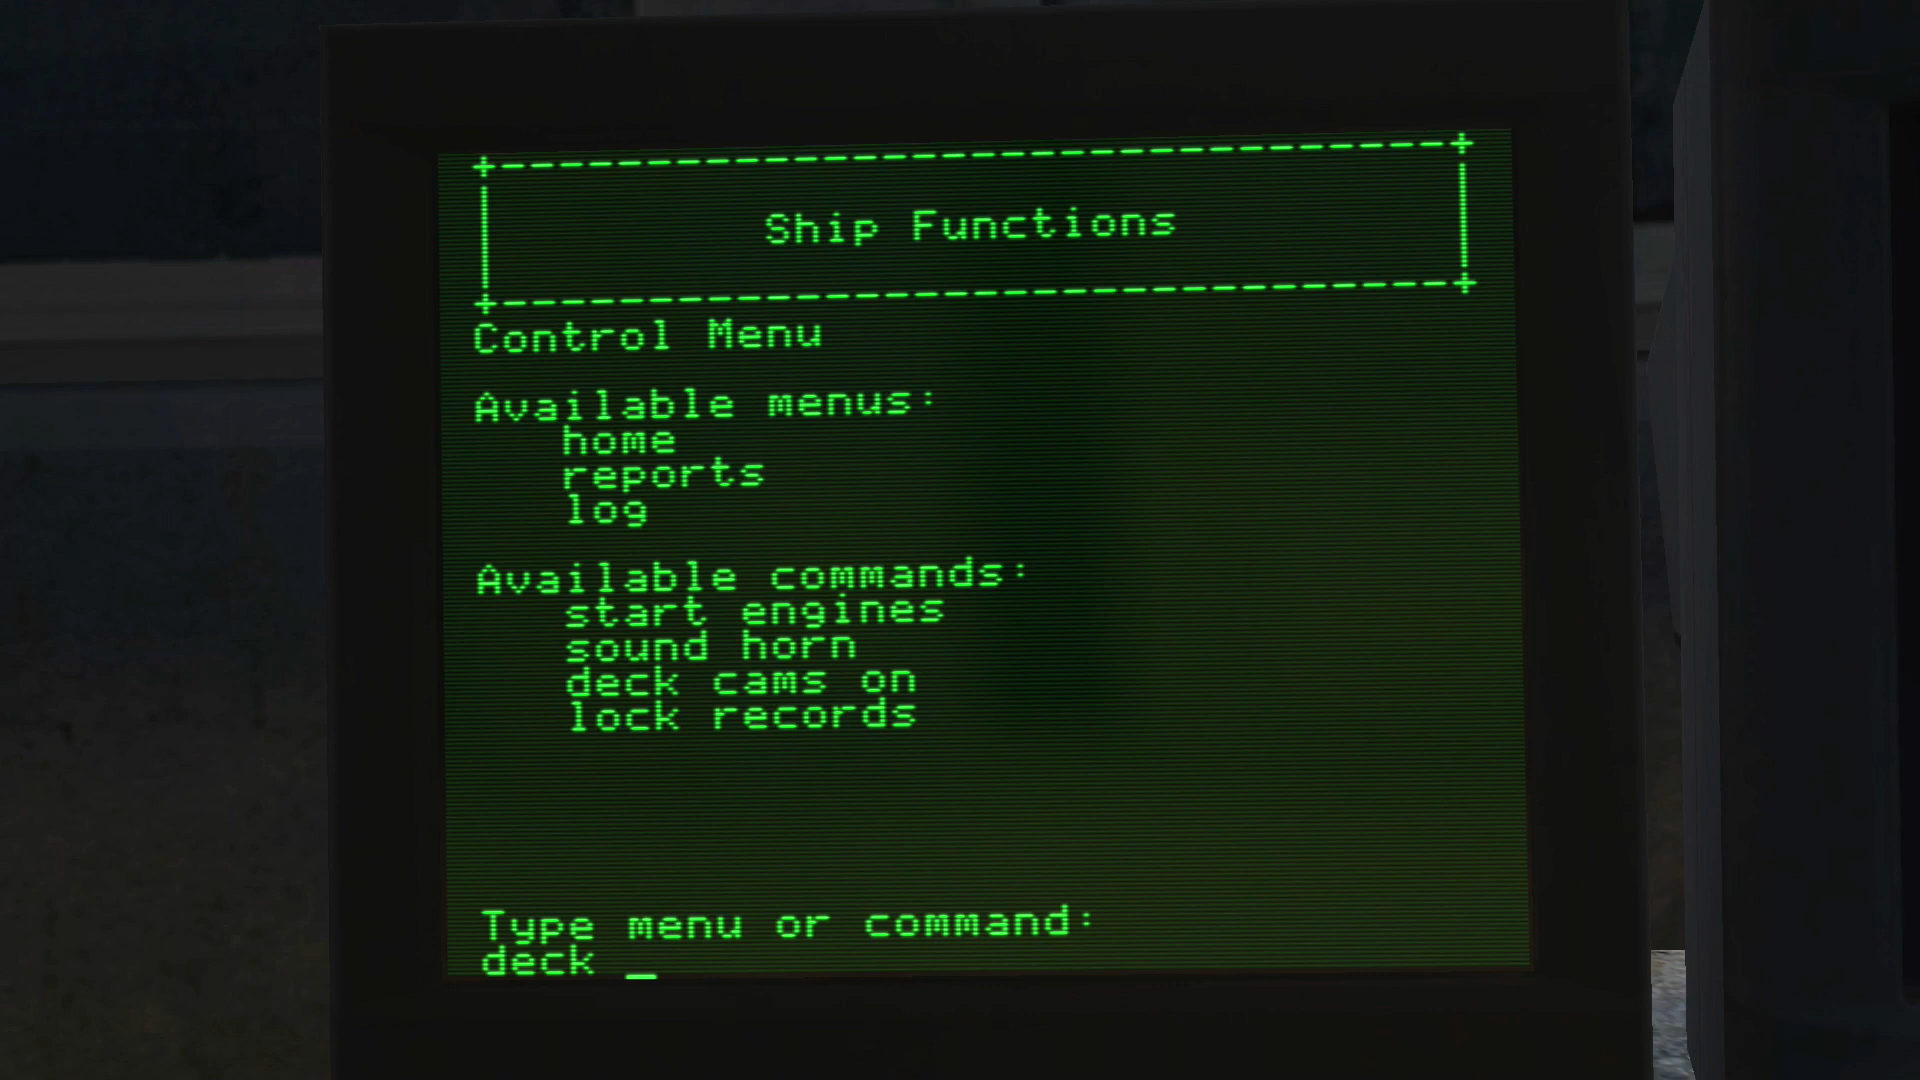 Ship Functions
Control Menu
Available menus:
home
reports
log
Available commands:
start engines
sound horn
deck cams on
lock records
Type menu or command:
deck _